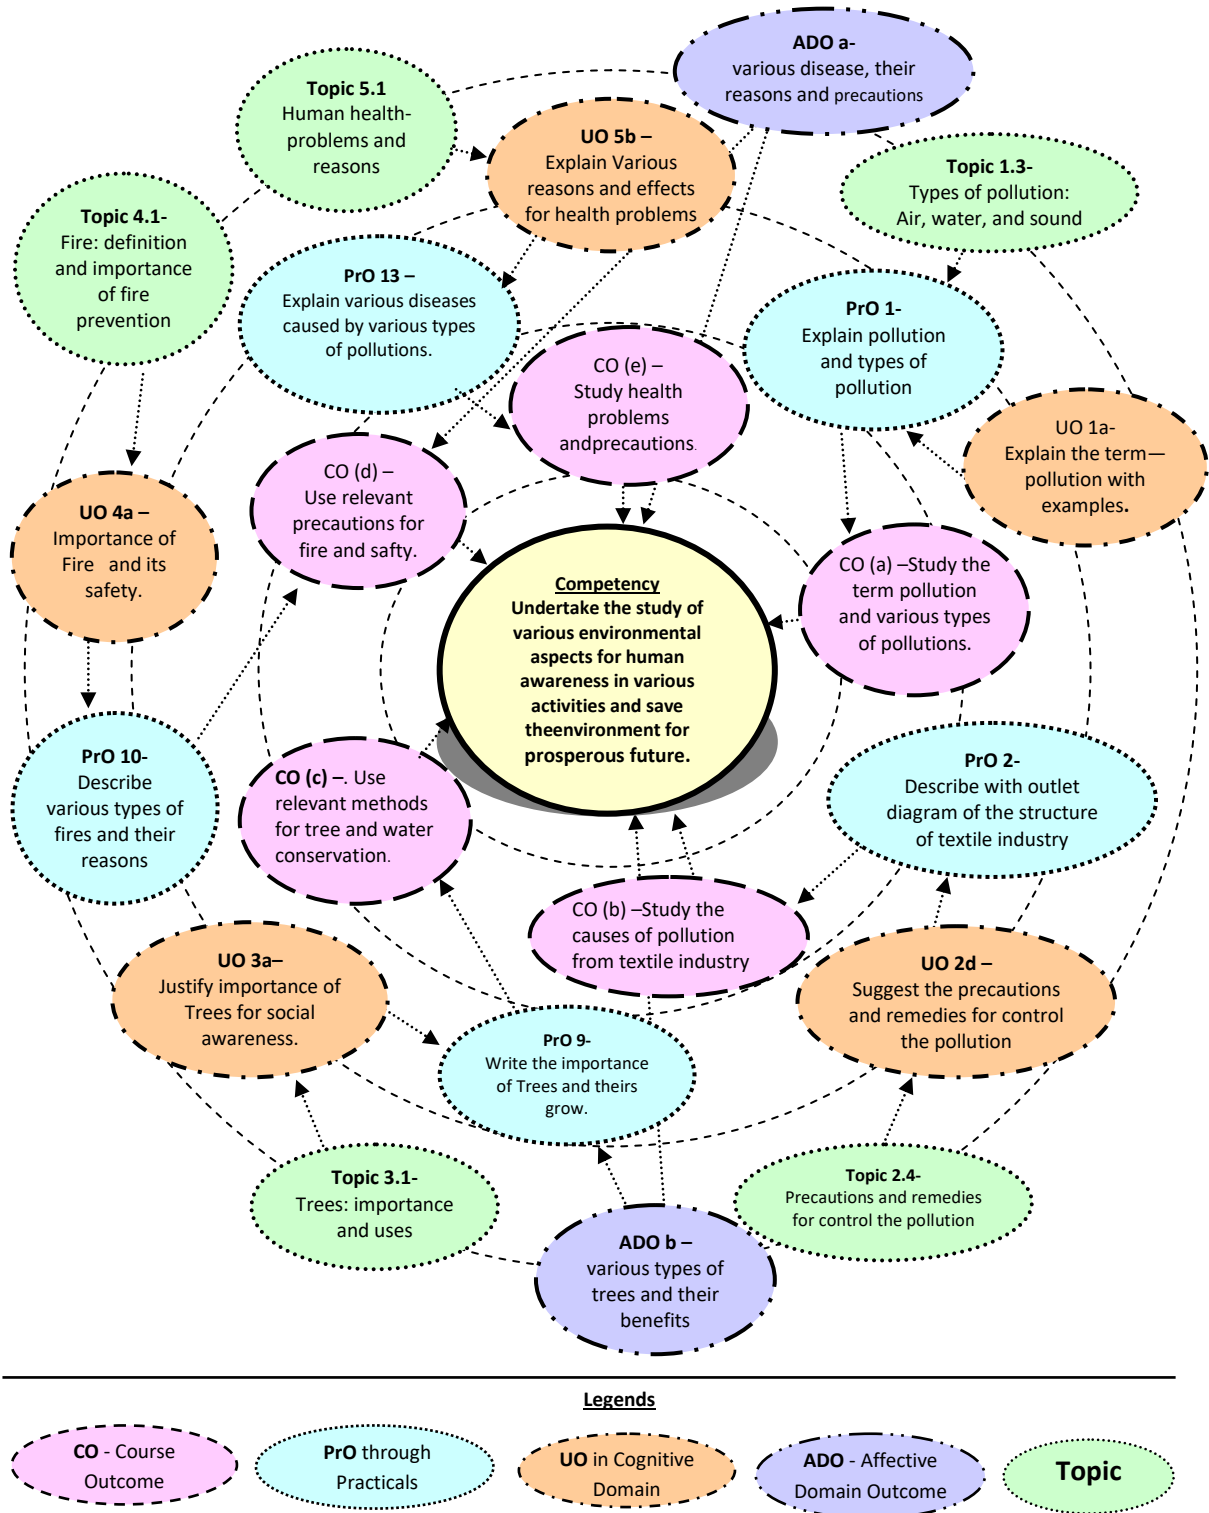 ADO a-
various disease, their
reasons and precautions
Topic 5.1
Human health-
problems and
reasons
UO 5b –
Explain Various
reasons and effects
for health problems
Topic 1.3-
Types of pollution:
Air, water, and sound
Topic 4.1-
Fire: definition
and importance
of fire
prevention
PrO 13 –
Explain various diseases
caused by various types
of pollutions.
PrO 1-
Explain pollution
and types of
pollution
CO (e) –
Study health
problems
andprecautions.
UO 1a-
Explain the term—
pollution with
examples.
CO (d) –
Use relevant
precautions for
fire and safty.
UO 4a –
Importance of
Fire and its
safety.
CO (a) –Study the
term pollution
and various types
of pollutions.
Competency
Undertake the study of
various environmental
aspects for human
awareness in various
activities and save
theenvironment for
prosperous future.
PrO 10-
Describe
various types of
fires and their
reasons
CO (c) –. Use
relevant methods
for tree and water
conservation.
PrO 2-
Describe with outlet
diagram of the structure
of textile industry
CO (b) –Study the
causes of pollution
from textile industry
UO 3a–
Justify importance of
Trees for social
awareness.
UO 2d –
Suggest the precautions
and remedies for control
the pollution
PrO 9-
Write the importance
of Trees and theirs
grow.
Topic 3.1-
Trees: importance
and uses
Topic 2.4-
Precautions and remedies
for control the pollution
ADO b –
various types of
trees and their
benefits
Legends
CO - Course
Outcome
PrO through
Practicals
UO in Cognitive
Domain
ADO - Affective
Domain Outcome
Topic